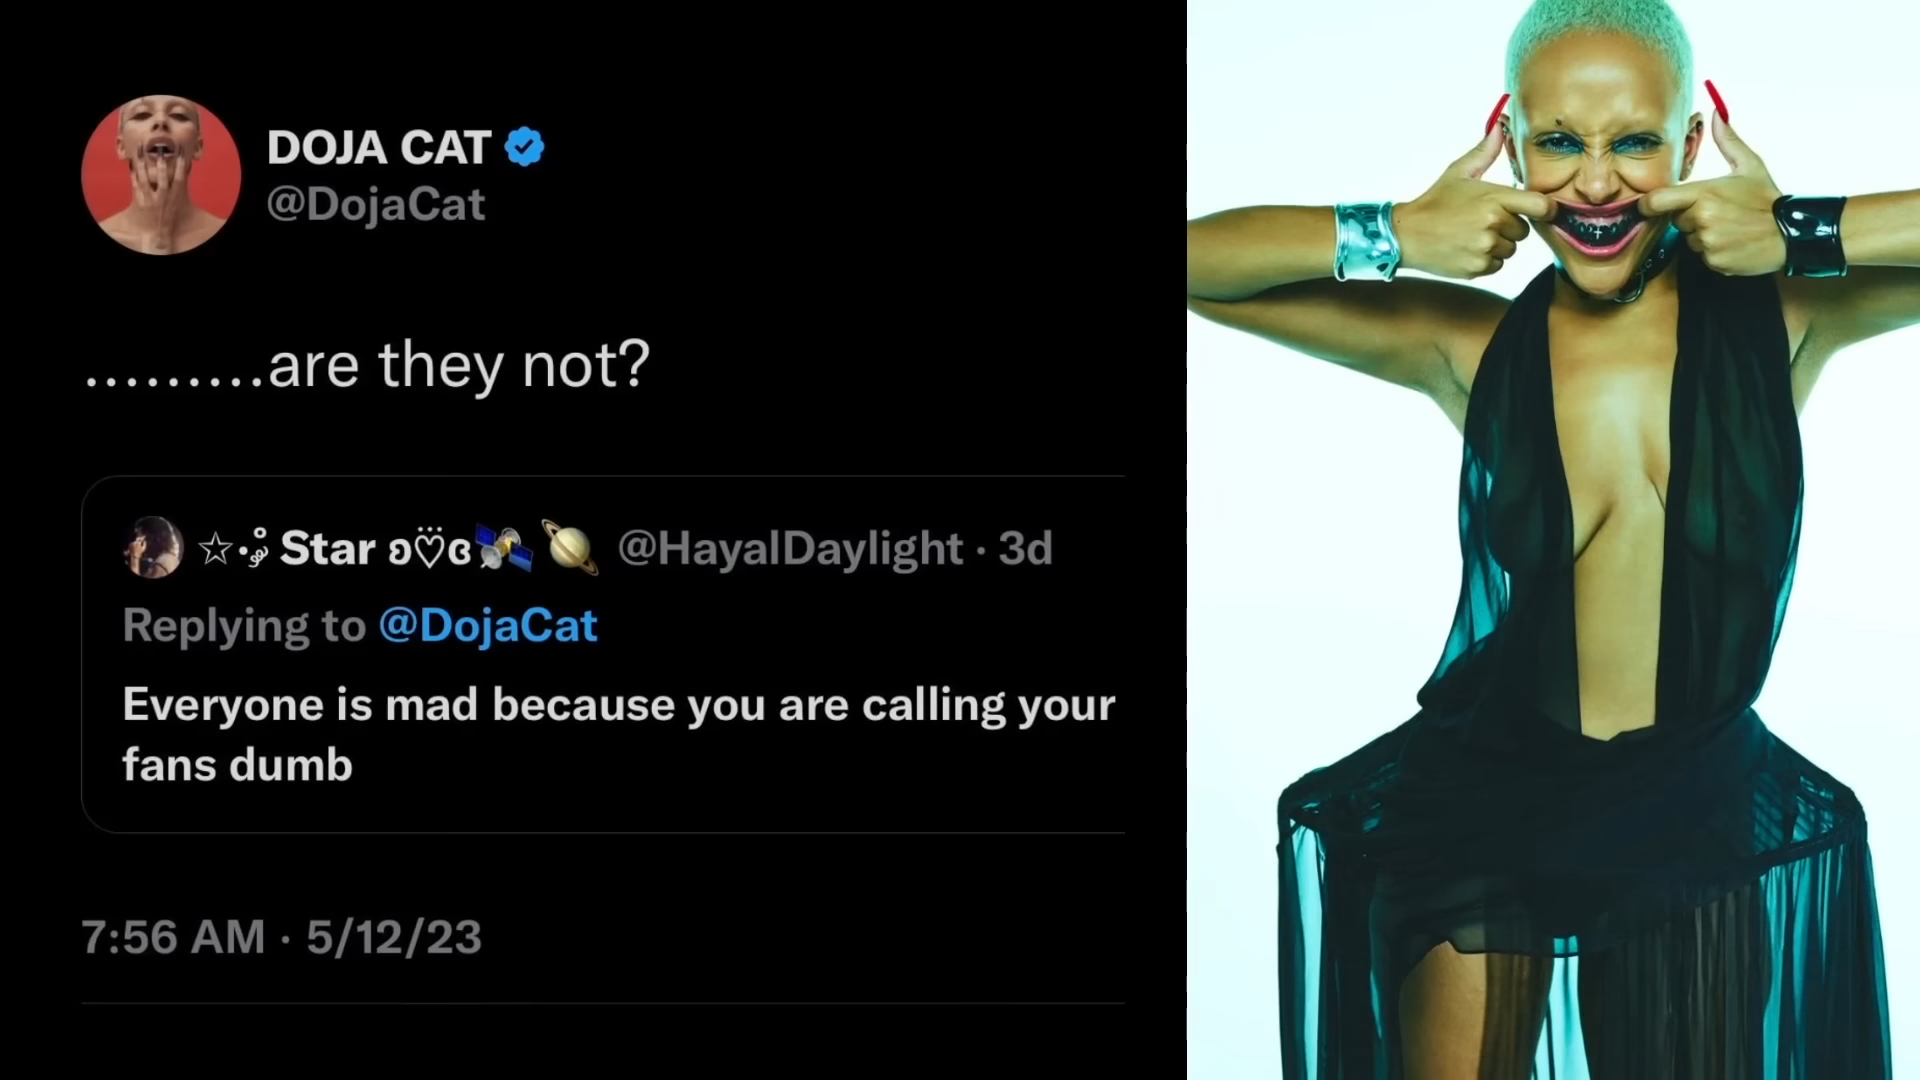 DOJA CAT
@DojaCat
.........are they not?
Star ʚ♡ɞ🛰️🪐 @HayalDaylight · 3d
Replying to @DojaCat
Everyone is mad because you are calling your
fans dumb
7:56 AM · 5/12/23